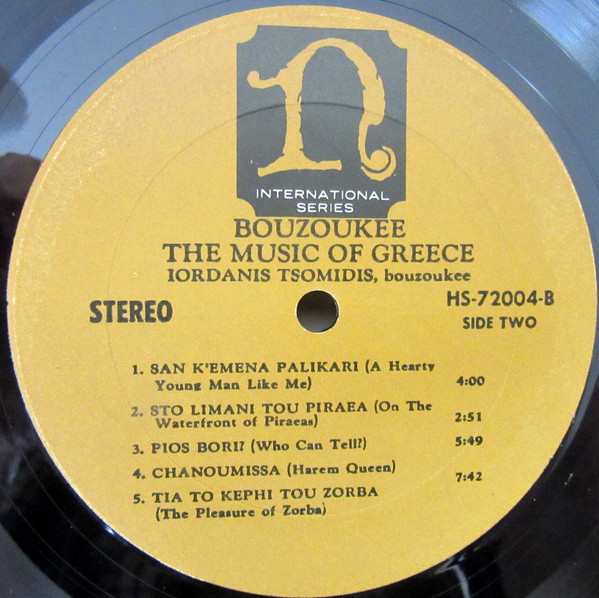 n
INTERNATIONAL
SERIES
BOUZOUKEE
THE MUSIC OF GREECE
IORDANIS TSOMIDIS, bouzoukee
STEREO
HS-72004-B
SIDE TWO
1. SAN K'EMENA PALIKARI (A Hearty
Young Man Like Me) 4:00
2. STO LIMANI TOU PIRAEA (On The
Waterfront of Piraeas) 2:51
3. PIOS BORI? (Who Can Tell?) 5:49
4. CHANOUMISSA (Harem Queen) 7:42
5. TIA TO KEPHI TOU ZORBA
(The Pleasure of Zorba)